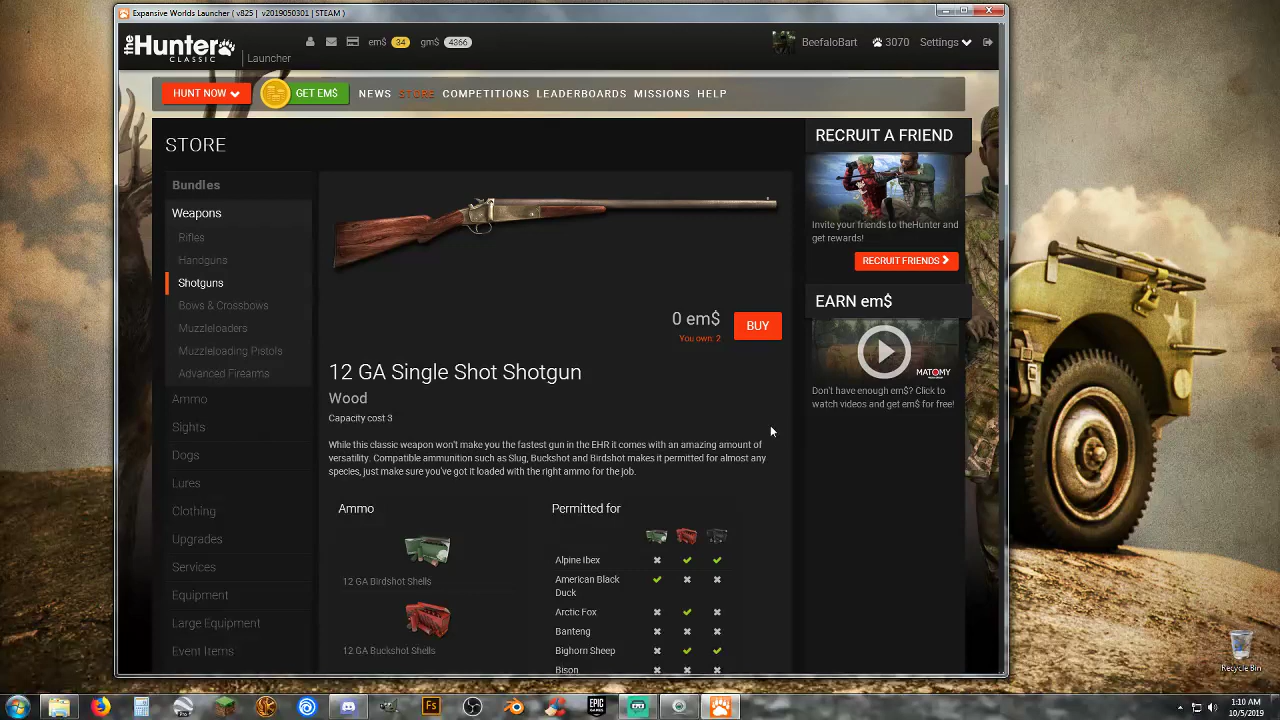 Expansive Worlds Launcher ( v825 | v2019050301 | STEAM )
theHunter
CLASSIC
Launcher
em$ 34
gm$ 4366
BeefaloBart
3070
Settings
HUNT NOW
GET EM$
NEWS
STORE
COMPETITIONS
LEADERBOARDS
MISSIONS
HELP
STORE
Bundles
Weapons
Rifles
Handguns
Shotguns
Bows & Crossbows
Muzzleloaders
Muzzleloading Pistols
Advanced Firearms
Ammo
Sights
Dogs
Lures
Clothing
Upgrades
Services
Equipment
Large Equipment
Event Items
0 em$
You own: 2
BUY
12 GA Single Shot Shotgun
Wood
Capacity cost 3
While this classic weapon won't make you the fastest gun in the EHR it comes with an amazing amount of
versatility. Compatible ammunition such as Slug, Buckshot and Birdshot makes it permitted for almost any
species, just make sure you've got it loaded with the right ammo for the job.
Ammo
12 GA Birdshot Shells
12 GA Buckshot Shells
Permitted for
Alpine Ibex
American Black
Duck
Arctic Fox
Banteng
Bighorn Sheep
Bison
RECRUIT A FRIEND
Invite your friends to theHunter and
get rewards!
RECRUIT FRIENDS
EARN em$
MATOMY
Don't have enough em$? Click to
watch videos and get em$ for free!
Recycle Bin
Pro
Fs
EPIC
GAMES
1:10 AM
10/5/2019